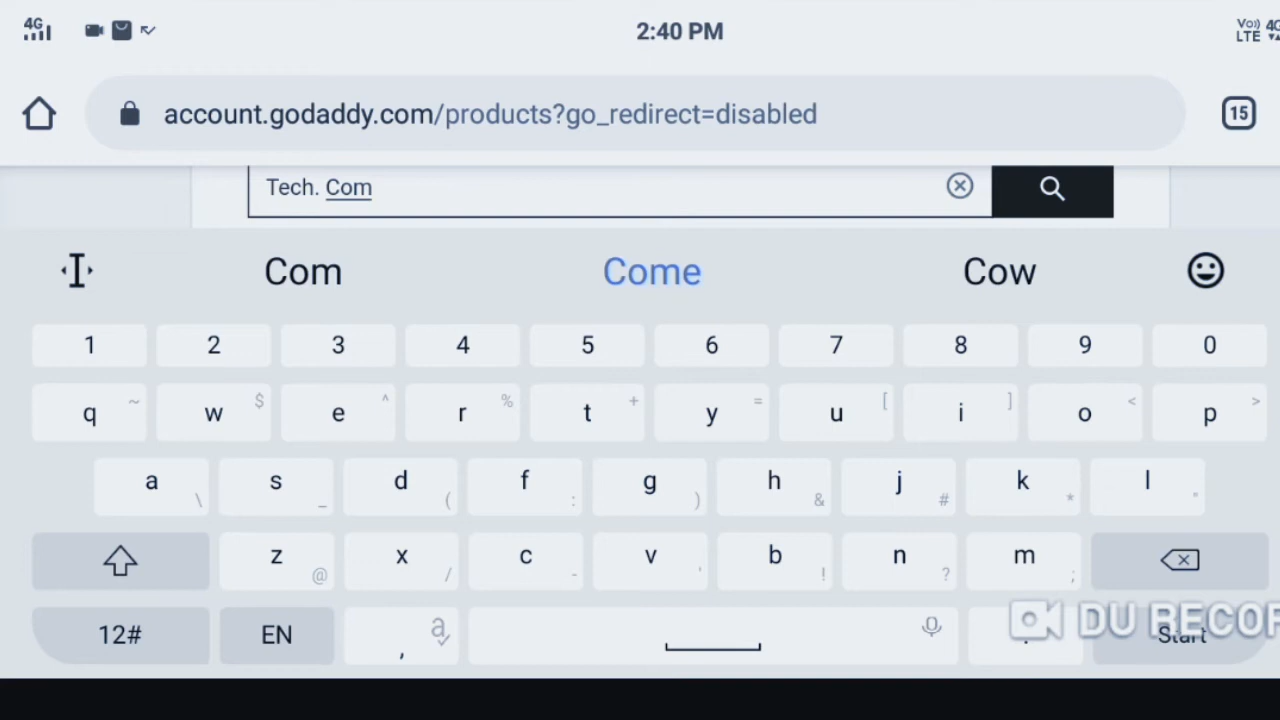 4G 2:40 PM Vo)) 4G
LTE
account.godaddy.com/products?go_redirect=disabled 15
Tech. Com
Com Come Cow
1 2 3 4 5 6 7 8 9 0
q ~ w $ e ^ r % t + y = u [ i ] o < p >
a \ s _ d ( f : g ) h & j # k * l "
z @ x / c - v ' b ! n ? m ;
12# EN , a . Start
DU RECOR